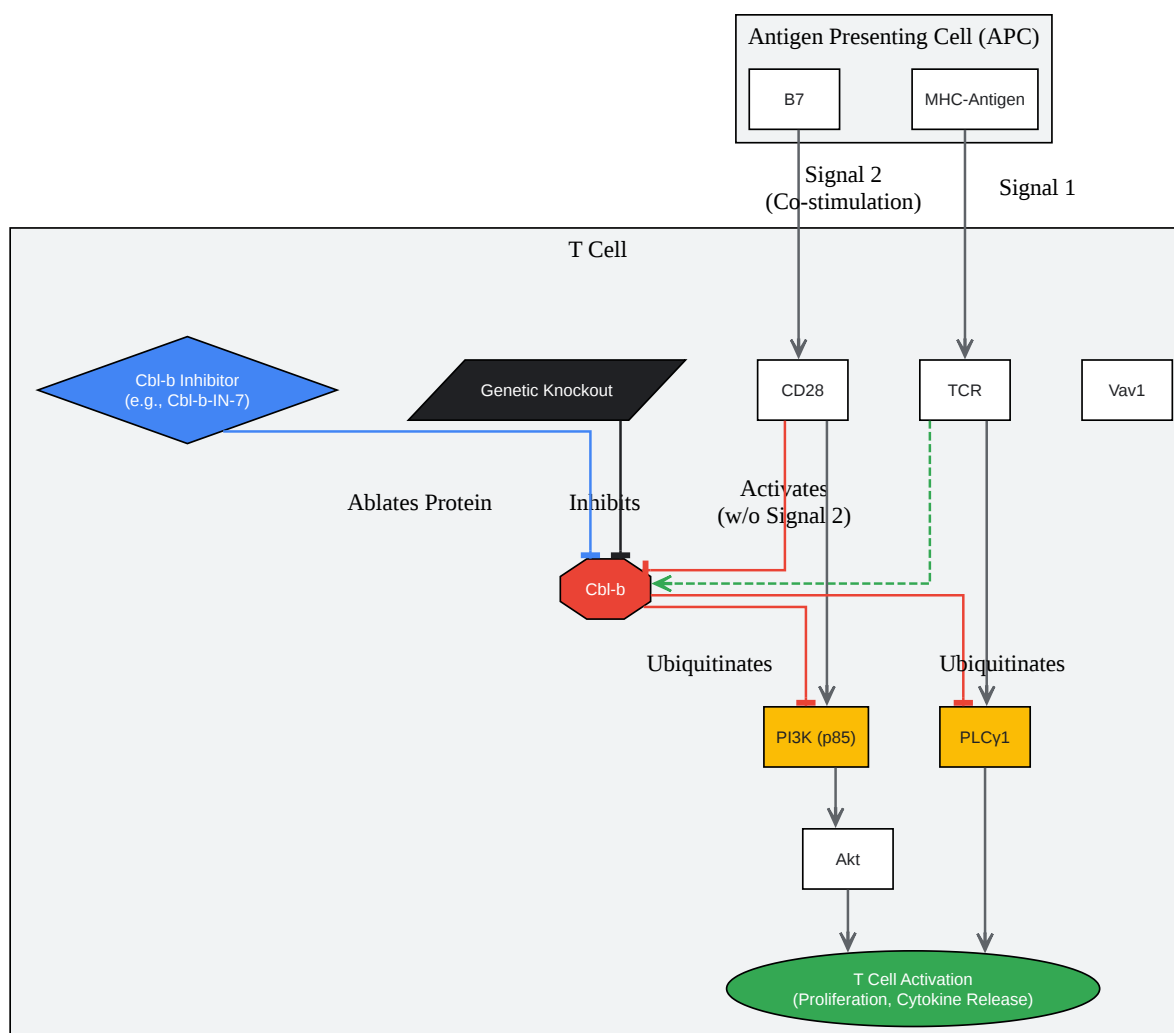 Antigen Presenting Cell (APC)
B7
MHC-Antigen
Signal 2
(Co-stimulation)
Signal 1
T Cell
Cbl-b Inhibitor
(e.g., Cbl-b-IN-7)
Genetic Knockout
CD28
TCR
Vav1
Ablates Protein
Inhibits
Activates
(w/o Signal 2)
Cbl-b
Ubiquitinates
Ubiquitinates
PI3K (p85)
PLCγ1
Akt
T Cell Activation
(Proliferation, Cytokine Release)